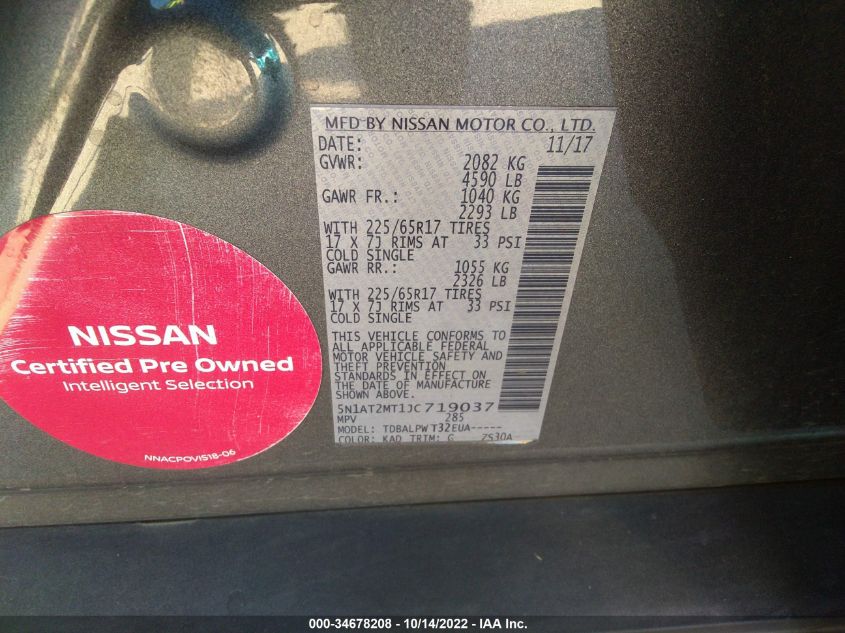 MFD BY NISSAN MOTOR CO., LTD.
DATE: 11/17
GVWR: 2082 KG
4590 LB
GAWR FR.: 1040 KG
2293 LB
WITH 225/65R17 TIRES
17 X 7J RIMS AT 33 PSI
COLD SINGLE
GAWR RR.: 1055 KG
2326 LB
WITH 225/65R17 TIRES
17 X 7J RIMS AT 33 PSI
COLD SINGLE
THIS VEHICLE CONFORMS TO
ALL APPLICABLE FEDERAL
MOTOR VEHICLE SAFETY AND
THEFT PREVENTION
STANDARDS IN EFFECT ON
THE DATE OF MANUFACTURE
SHOWN ABOVE.
5N1AT2MT1JC719037
MPV 285
MODEL: TDBALPWT32EUA-----
COLOR: KAD TRIM: G ZS30A
NISSAN
Certified Pre Owned
Intelligent Selection
NNACPOVIS18-06
000-34678208 - 10/14/2022 - IAA Inc.